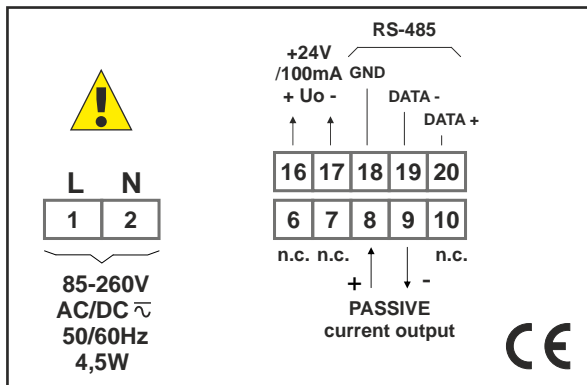 RS-485
+24V
/100mA GND
+ Uo - DATA -
DATA +
L N
16 17 18 19 20
1 2
6 7 8 9 10
n.c. n.c. n.c.
+ -
85-260V
AC/DC
50/60Hz
4,5W
PASSIVE
current output
CE